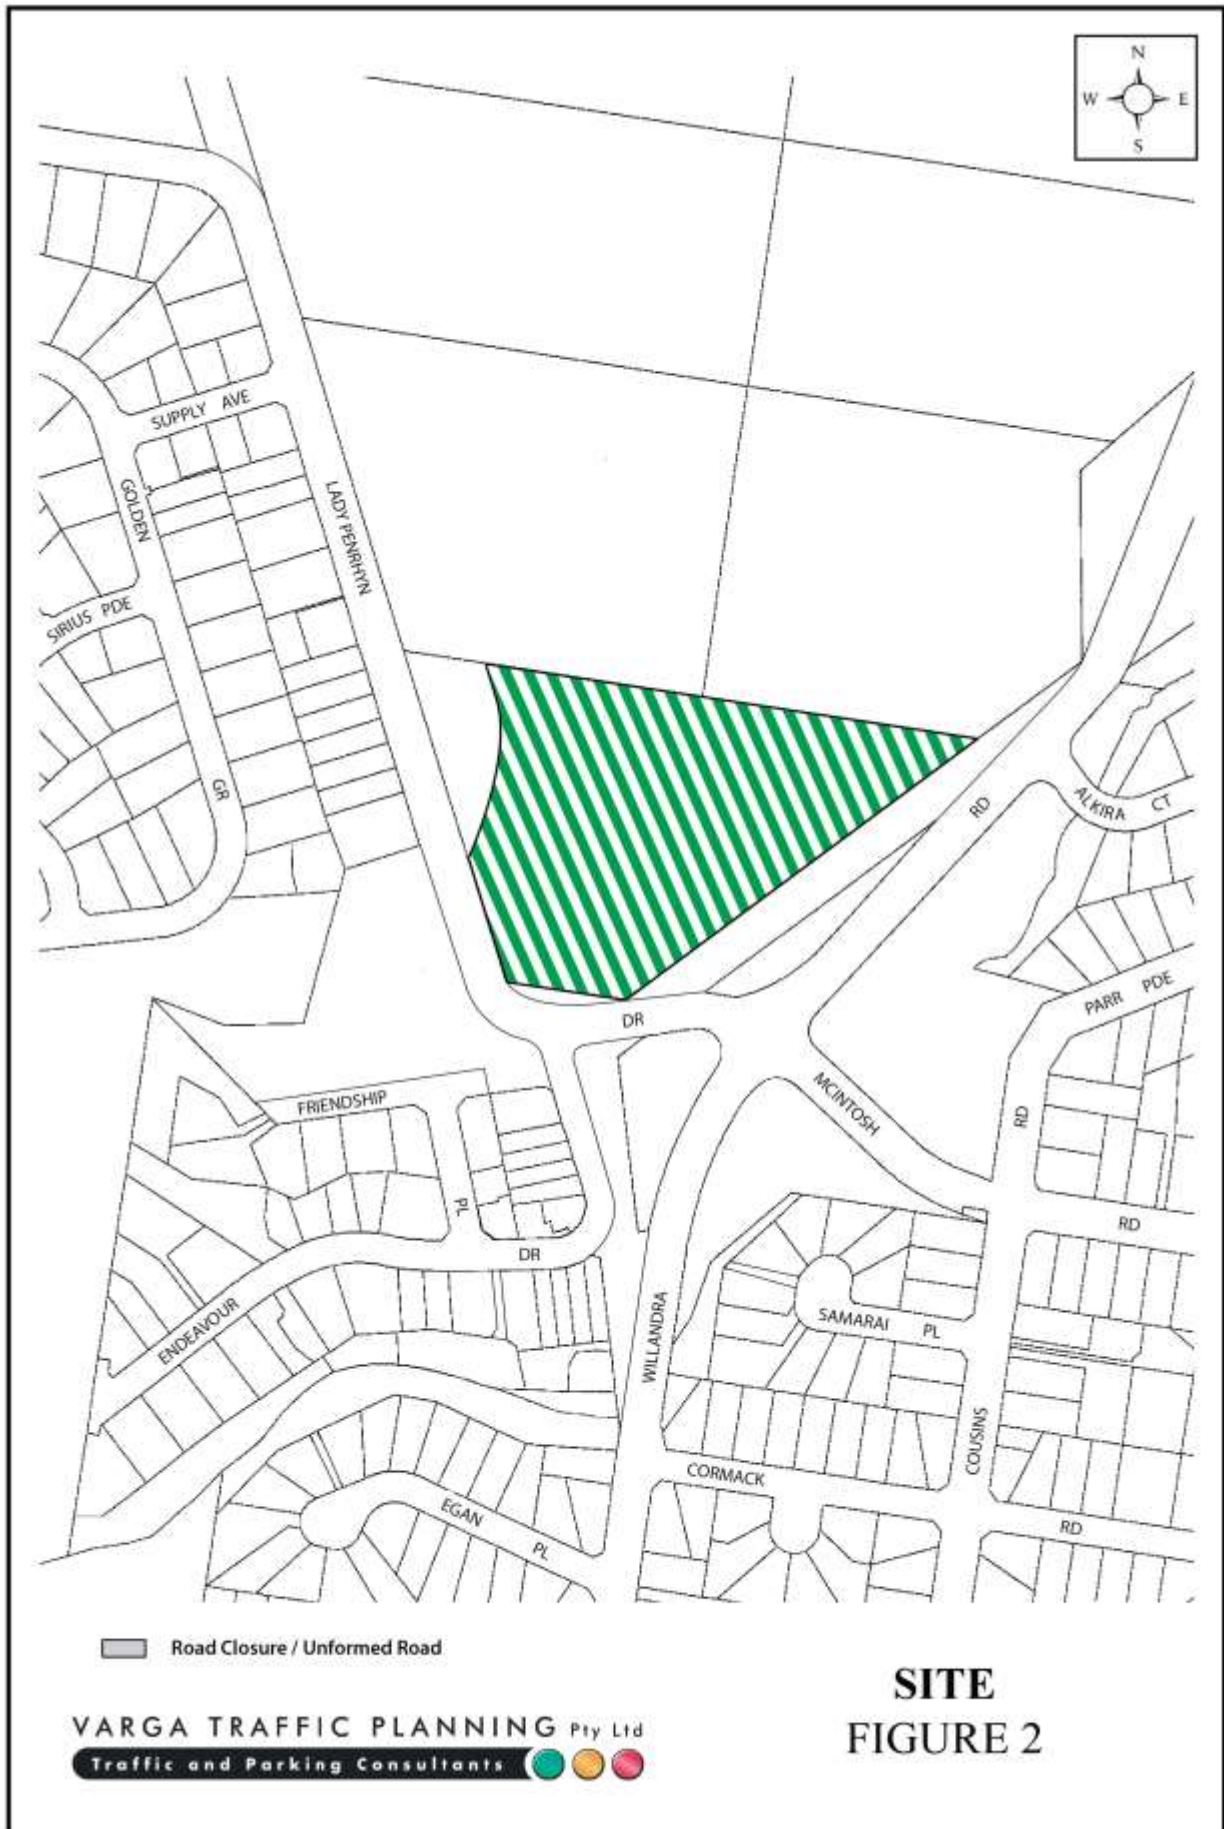 N
W E
S
SUPPLY AVE
GOLDEN
LADY PENRHYN
SIRIUS PDE
GR
RD
ALKIRA CT
PARR PDE
DR
MCINTOSH
FRIENDSHIP
RD
PL
RD
DR
ENDEAVOUR
WILLANDRA
SAMARAI PL
COUSINS
CORMACK
EGAN
PL
RD
Road Closure / Unformed Road
SITE
FIGURE 2
VARGA TRAFFIC PLANNING Pty Ltd
Traffic and Parking Consultants